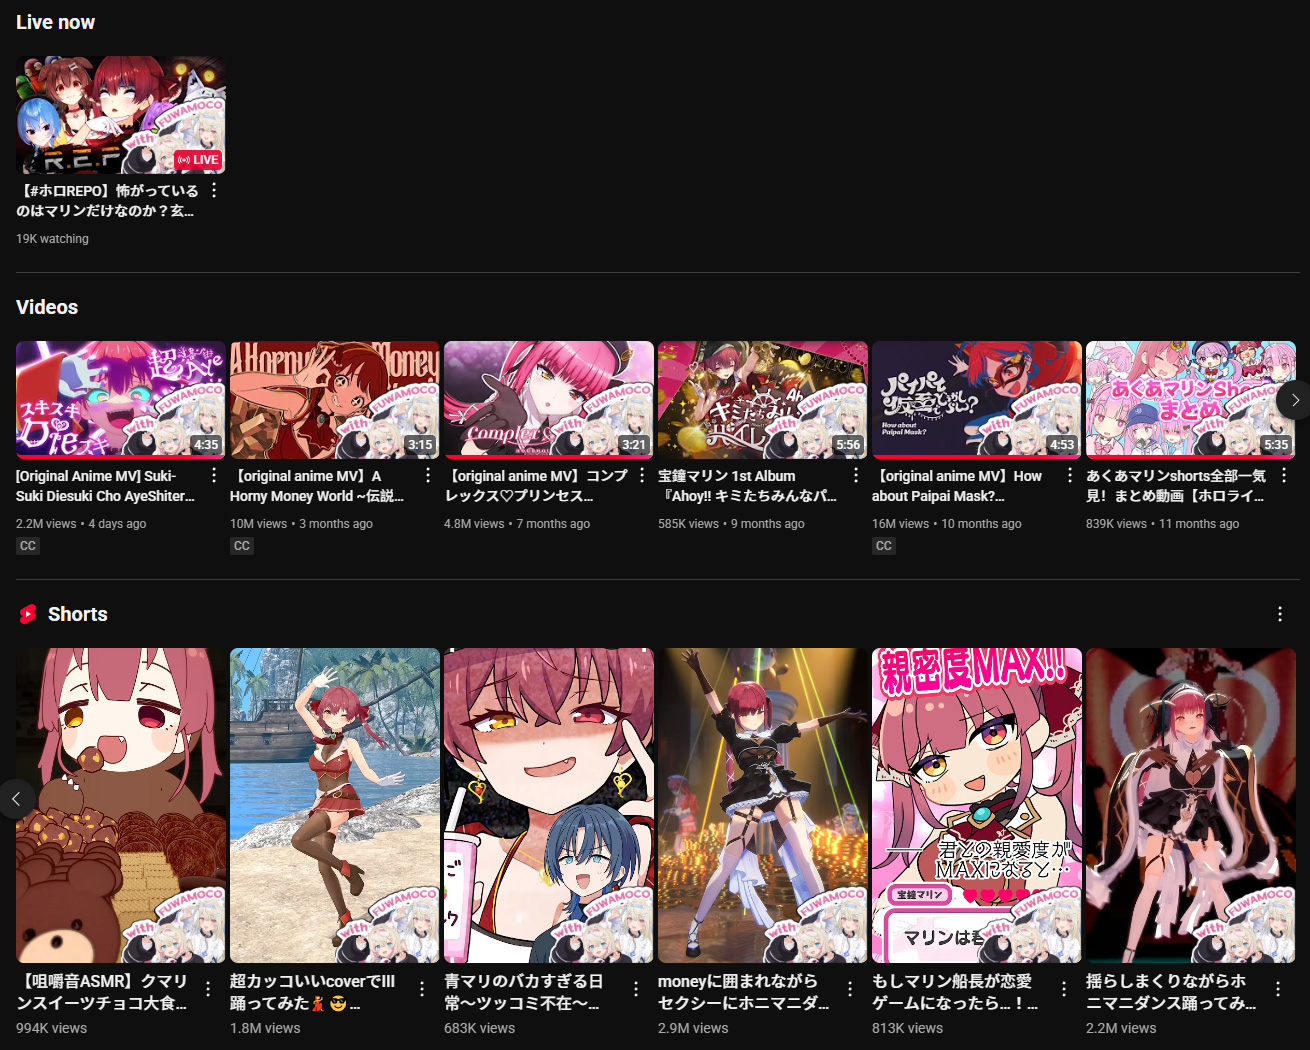 Live now
R.E.P
with FUWAMOCO
LIVE
【#ホロREPO】怖がっている
のはマリンだけなのか？玄...
19K watching
Videos
超
Aye
スキスキ
スキ
with FUWAMOCO
4:35
A Horny Money
with FUWAMOCO
3:15
Complex
with FUWAMOCO
3:21
Ah
キミたち
with FUWAMOCO
5:56
パイパイ
仮面で
How about
Paipai Mask?
with FUWAMOCO
4:53
あくあマリンSh
まとめ
with FUWAMOCO
5:35
[Original Anime MV] Suki-
Suki Diesuki Cho AyeShiter...
2.2M views • 4 days ago
CC
【original anime MV】A
Horny Money World ~伝説...
10M views • 3 months ago
CC
【original anime MV】コンプ
レックス♡プリンセス...
4.8M views • 7 months ago
宝鐘マリン 1st Album
『Ahoy!! キミたちみんなパ...
585K views • 9 months ago
【original anime MV】How
about Paipai Mask?...
16M views • 10 months ago
CC
あくあマリンshorts全部一気
見！まとめ動画【ホロライ...
839K views • 11 months ago
Shorts
with FUWAMOCO
with FUWAMOCO
ご
ルク
with FUWAMOCO
with FUWAMOCO
親密度MAX!!
君との親愛度が
MAXになると…
宝鐘マリン
マリンは君
with FUWAMOCO
with FUWAMOCO
【咀嚼音ASMR】クマリ
ンスイーツチョコ大食...
994K views
超カッコいいcoverでIII
踊ってみた💃 😎 ...
1.8M views
青マリのバカすぎる日
常～ツッコミ不在～...
683K views
moneyに囲まれながら
セクシーにホニマニダ...
2.9M views
もしマリン船長が恋愛
ゲームになったら...！...
813K views
揺らしまくりながらホ
ニマニダンス踊ってみ...
2.2M views